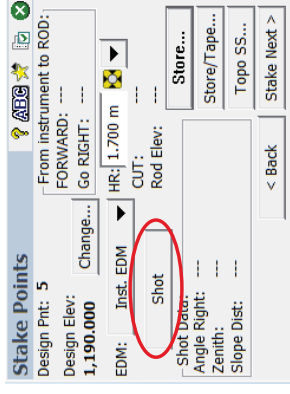 Stake Points
? ABC
Design Pnt: 5
Design Elev:
1,190.000
Change...
From instrument to ROD:
FORWARD: ---
Go RIGHT: ---
EDM: Inst. EDM
HR: 1.700 m
Shot
CUT: ---
Rod Elev: ---
Shot Data:
Angle Right: ---
Zenith: ---
Slope Dist: ---
Store...
Store/Tape...
Topo SS...
< Back
Stake Next >